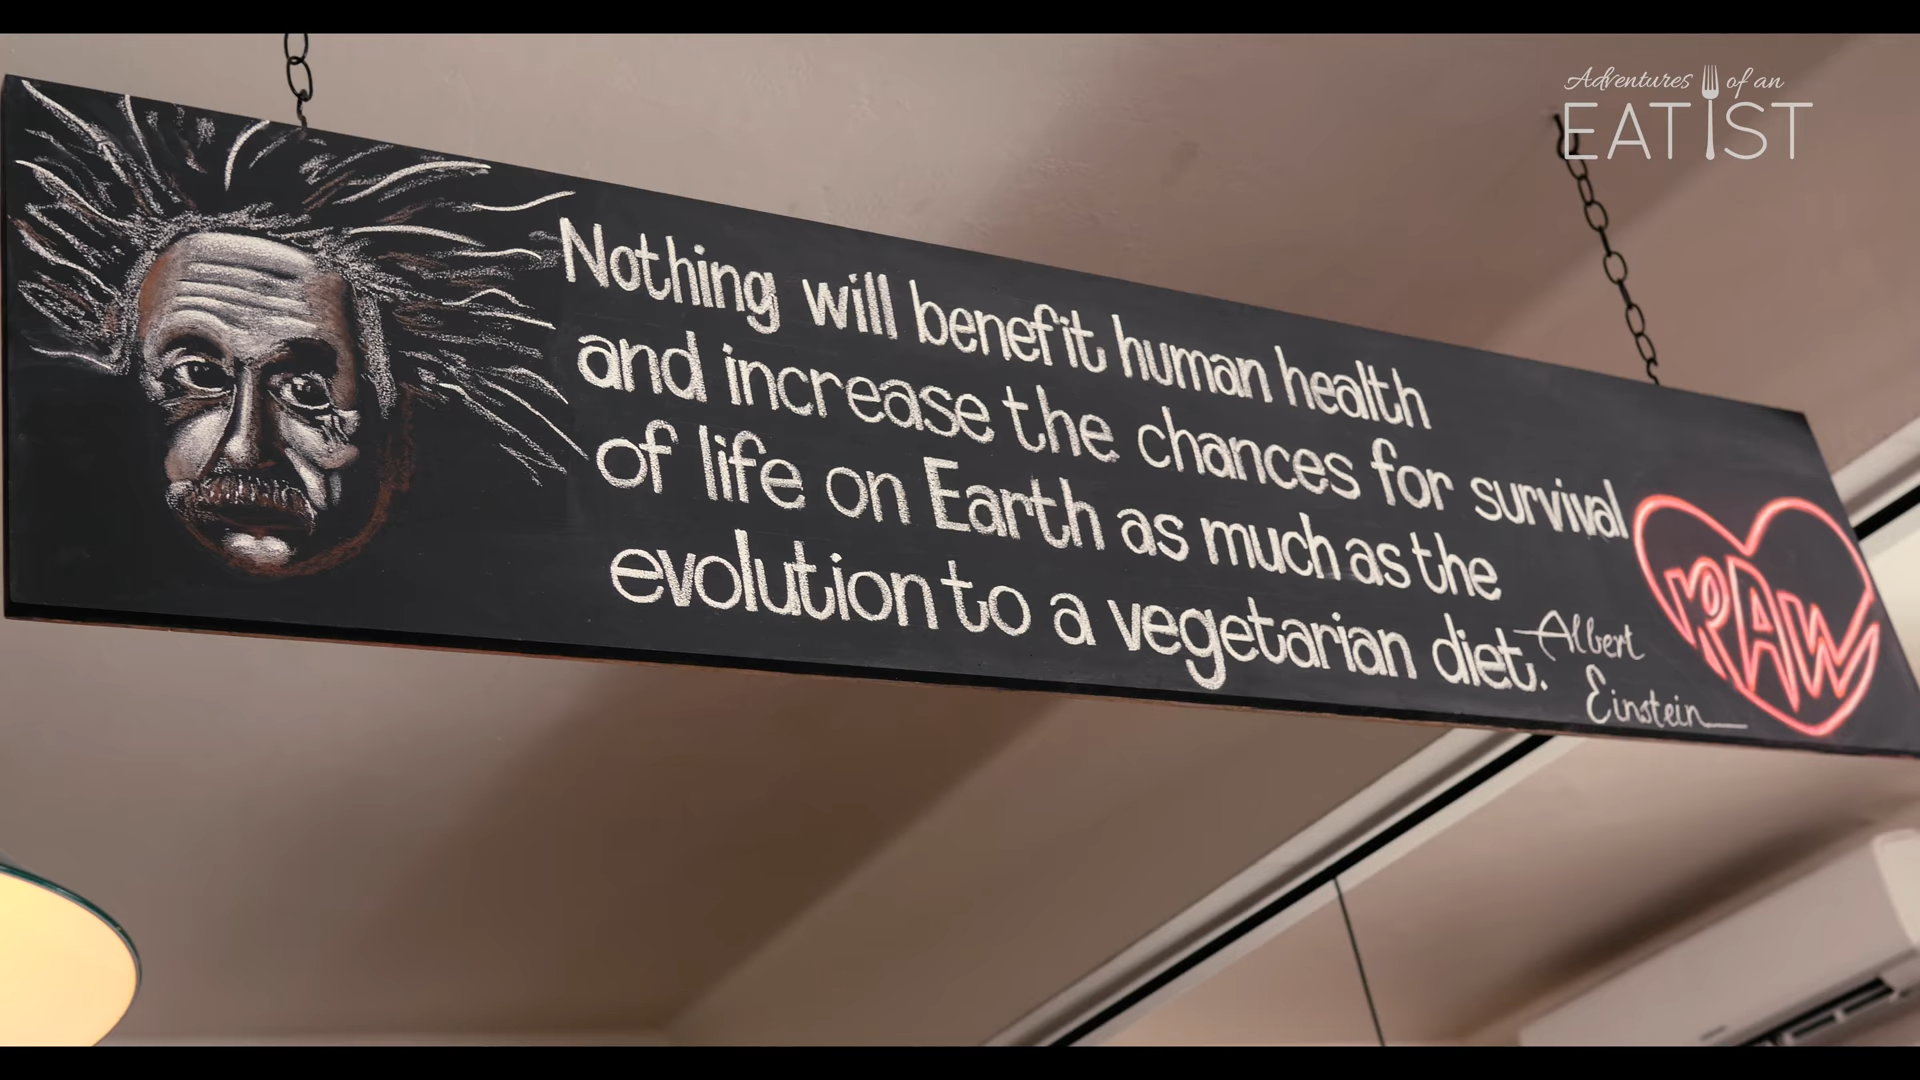 Adventures of an
EATIST
Nothing will benefit human health
and increase the chances for survival
of life on Earth as much as the
evolution to a vegetarian diet.
Albert
Einstein
RAW